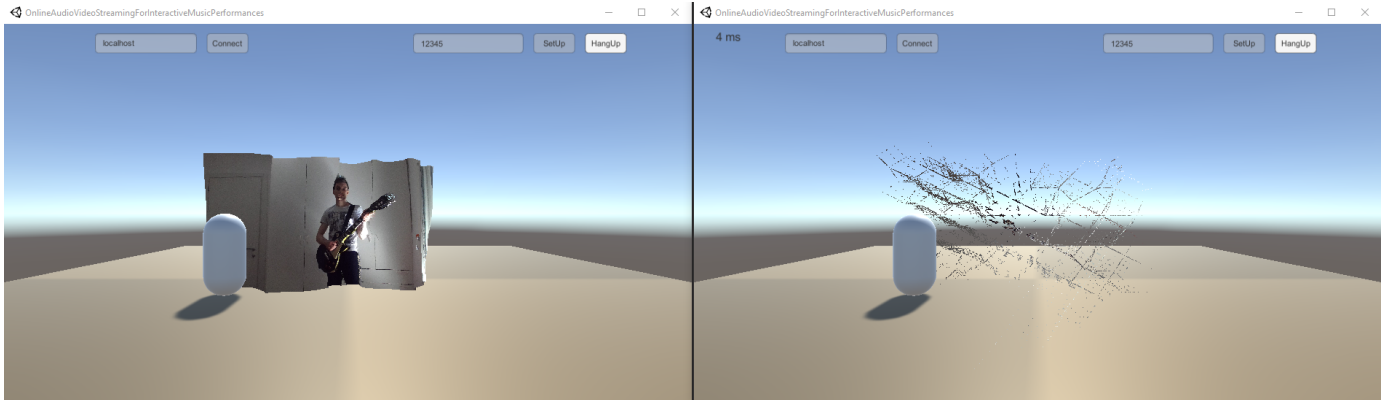 OnlineAudioVideoStreamingForInteractiveMusicPerformances
localhost Connect 12345 SetUp HangUp
OnlineAudioVideoStreamingForInteractiveMusicPerformances
4 ms localhost Connect 12345 SetUp HangUp